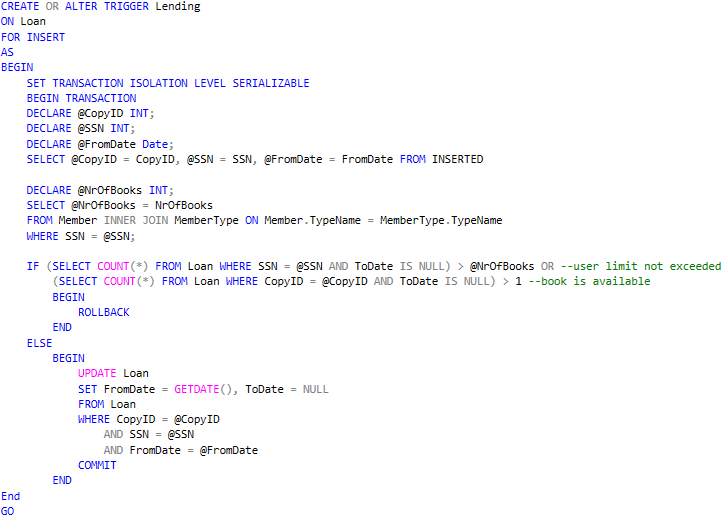 CREATE OR ALTER TRIGGER Lending
ON Loan
FOR INSERT
AS
BEGIN
    SET TRANSACTION ISOLATION LEVEL SERIALIZABLE
    BEGIN TRANSACTION
    DECLARE @CopyID INT;
    DECLARE @SSN INT;
    DECLARE @FromDate Date;
    SELECT @CopyID = CopyID, @SSN = SSN, @FromDate = FromDate FROM INSERTED

    DECLARE @NrOfBooks INT;
    SELECT @NrOfBooks = NrOfBooks
    FROM Member INNER JOIN MemberType ON Member.TypeName = MemberType.TypeName
    WHERE SSN = @SSN;

    IF (SELECT COUNT(*) FROM Loan WHERE SSN = @SSN AND ToDate IS NULL) > @NrOfBooks OR --user limit not exceeded
        (SELECT COUNT(*) FROM Loan WHERE CopyID = @CopyID AND ToDate IS NULL) > 1 --book is available
        BEGIN
            ROLLBACK
        END
    ELSE
        BEGIN
            UPDATE Loan
            SET FromDate = GETDATE(), ToDate = NULL
            FROM Loan
            WHERE CopyID = @CopyID
                AND SSN = @SSN
                AND FromDate = @FromDate
            COMMIT
        END
End
GO